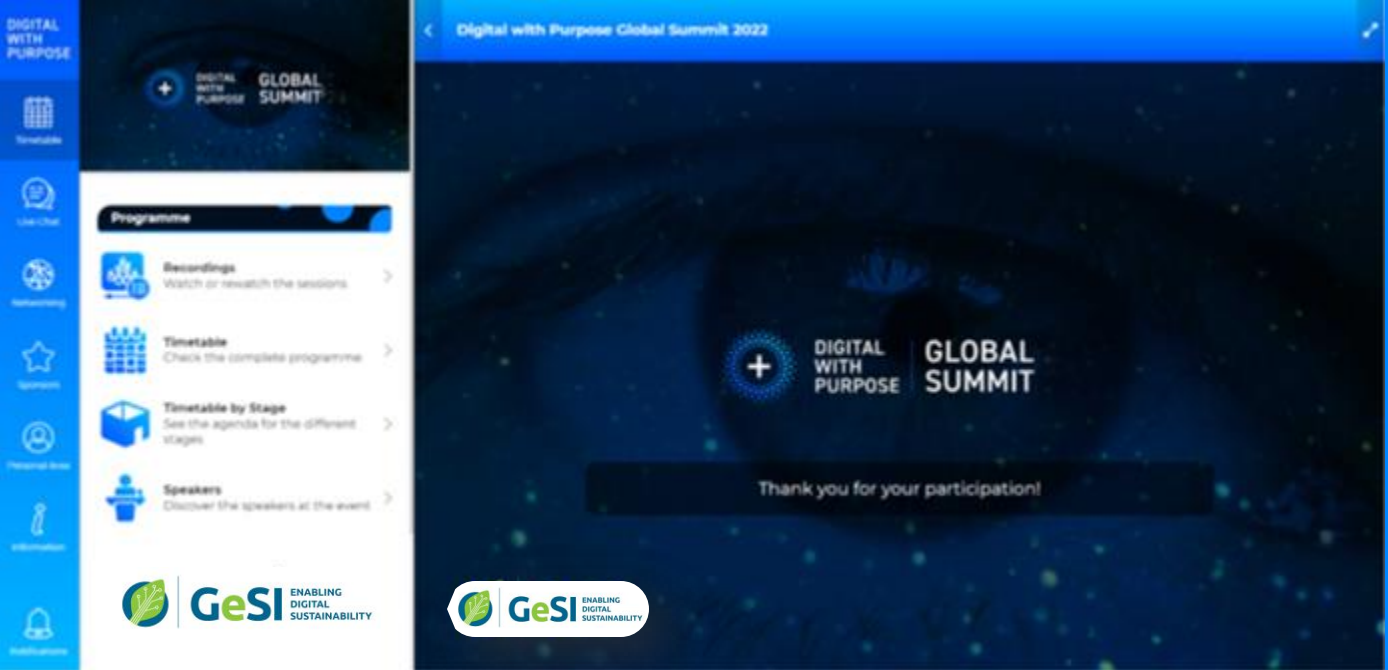 DIGITAL
WITH
PURPOSE
Timetable
Live Chat
Networking
Sponsors
Personal Area
Information
Notifications
DIGITAL
WITH
PURPOSE
GLOBAL
SUMMIT
Programme
Recordings
Watch or rewatch the sessions
Timetable
Check the complete programme
Timetable by Stage
See the agenda for the different
stages
Speakers
Discover the speakers at the event
GeSI
ENABLING
DIGITAL
SUSTAINABILITY
Digital with Purpose Global Summit 2022
DIGITAL
WITH
PURPOSE
GLOBAL
SUMMIT
Thank you for your participation!
GeSI
ENABLING
DIGITAL
SUSTAINABILITY